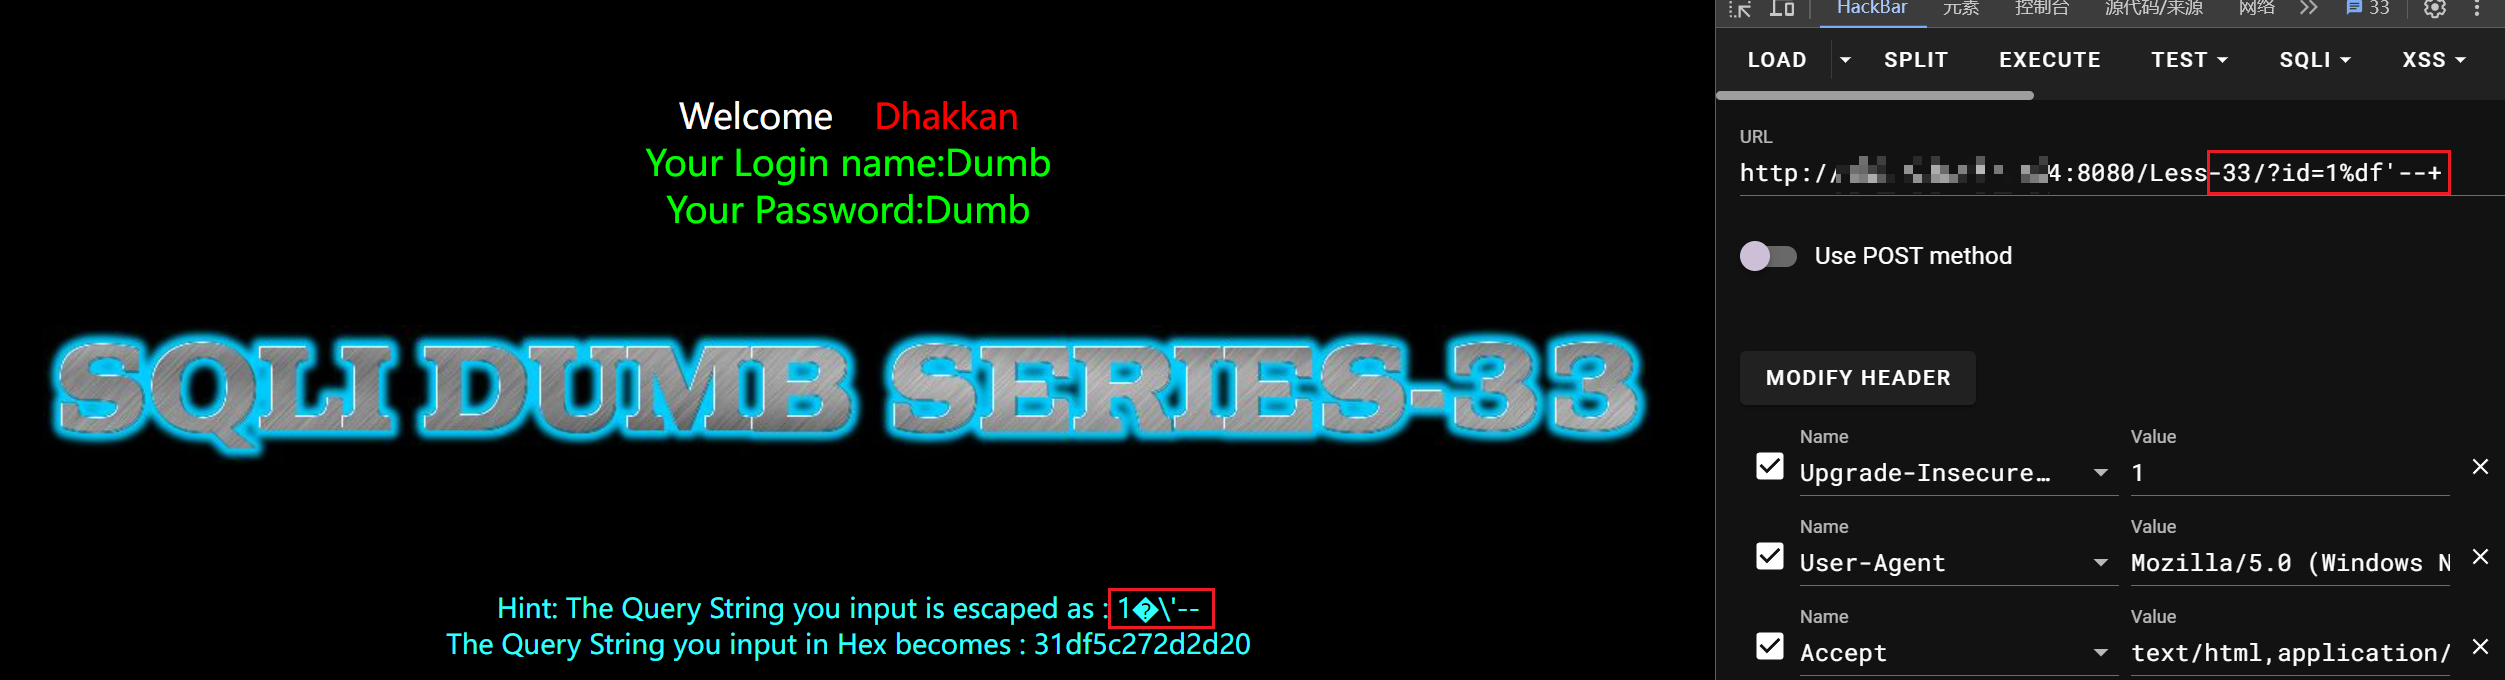 Welcome Dhakkan
Your Login name:Dumb
Your Password:Dumb
SQLI DUMB SERIES-33
Hint: The Query String you input is escaped as : 1�\'--
The Query String you input in Hex becomes : 31df5c272d2d20
HackBar 元素 控制台 源代码/来源 网络 33
LOAD SPLIT EXECUTE TEST SQLI XSS
URL
http:// 4:8080/Less-33/?id=1%df'--+
Use POST method
MODIFY HEADER
Name Value
Upgrade-Insecure… 1
Name Value
User-Agent Mozilla/5.0 (Windows N
Name Value
Accept text/html,application/